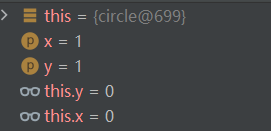 this = {circle@699}
p x = 1
p y = 1
this.y = 0
this.x = 0